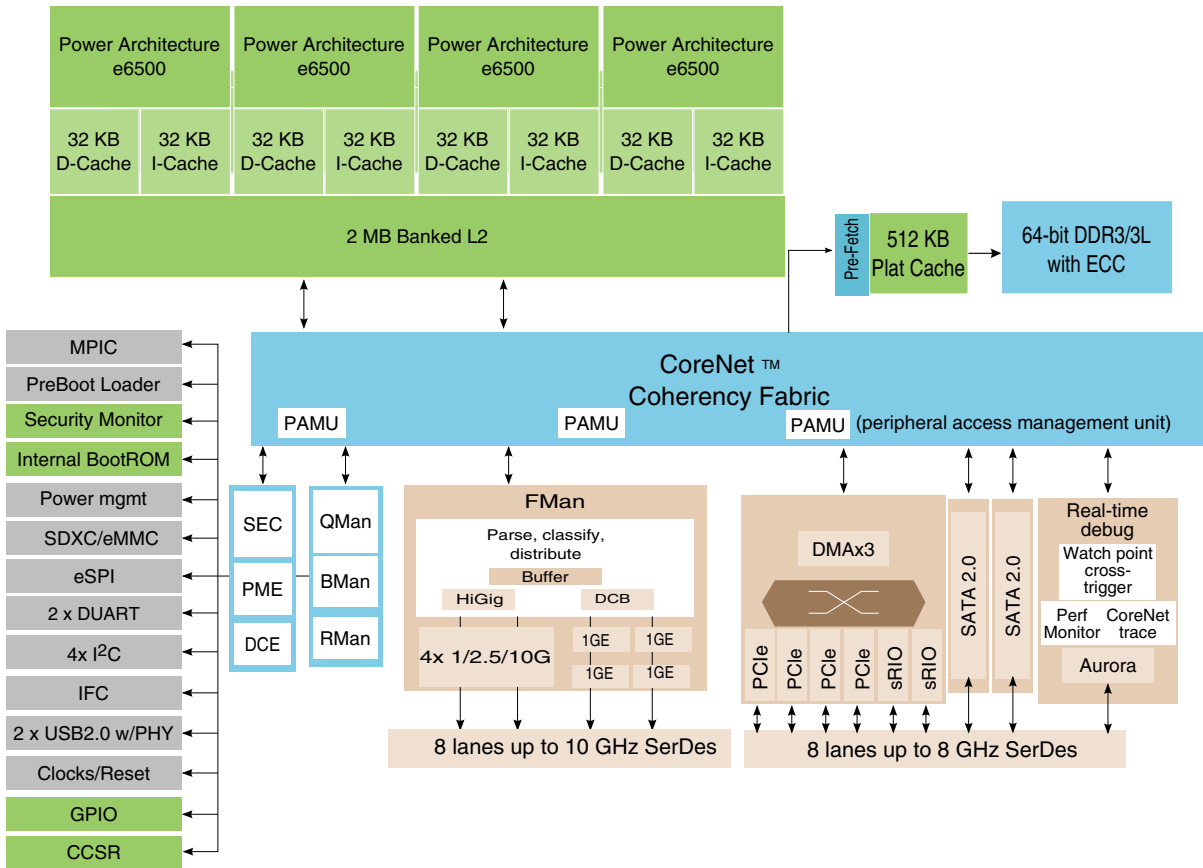 Power Architecture
e6500
Power Architecture
e6500
Power Architecture
e6500
Power Architecture
e6500
32 KB
D-Cache
32 KB
I-Cache
32 KB
D-Cache
32 KB
I-Cache
32 KB
D-Cache
32 KB
I-Cache
32 KB
D-Cache
32 KB
I-Cache
2 MB Banked L2
Pre-Fetch
512 KB
Plat Cache
64-bit DDR3/3L
with ECC
MPIC
PreBoot Loader
Security Monitor
Internal BootROM
Power mgmt
SDXC/eMMC
eSPI
2 x DUART
4x I²C
IFC
2 x USB2.0 w/PHY
Clocks/Reset
GPIO
CCSR
CoreNet ™
Coherency Fabric
PAMU
PAMU
PAMU (peripheral access management unit)
SEC
PME
DCE
QMan
BMan
RMan
FMan
Parse, classify,
distribute
Buffer
HiGig
DCB
4x 1/2.5/10G
1GE
1GE
1GE
1GE
8 lanes up to 10 GHz SerDes
DMAx3
PCIe
PCIe
PCIe
PCIe
sRIO
sRIO
SATA 2.0
SATA 2.0
Real-time
debug
Watch point
cross-
trigger
Perf
Monitor
CoreNet
trace
Aurora
8 lanes up to 8 GHz SerDes